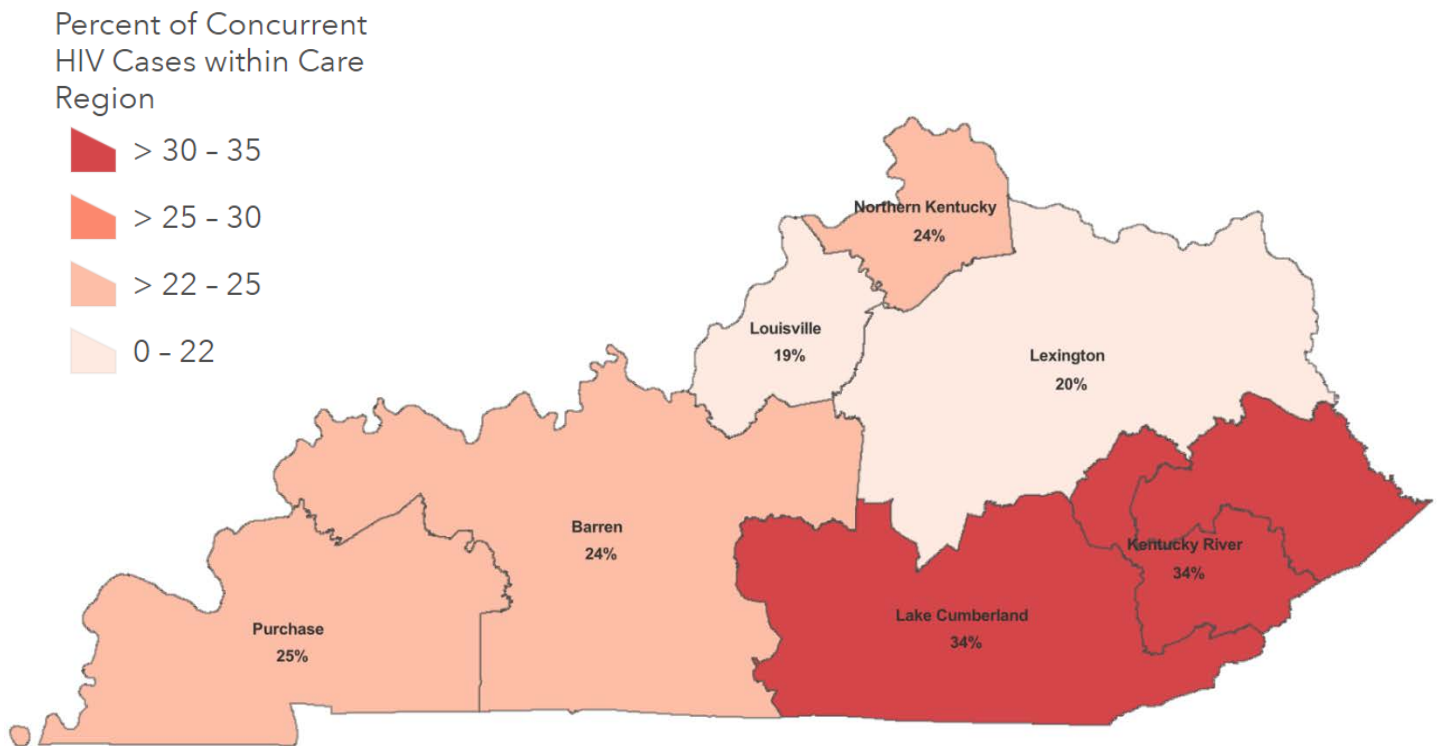 Percent of Concurrent
HIV Cases within Care
Region
> 30 - 35
> 25 - 30
> 22 - 25
0 - 22
Northern Kentucky
24%
Louisville
19%
Lexington
20%
Barren
24%
Kentucky River
34%
Lake Cumberland
34%
Purchase
25%